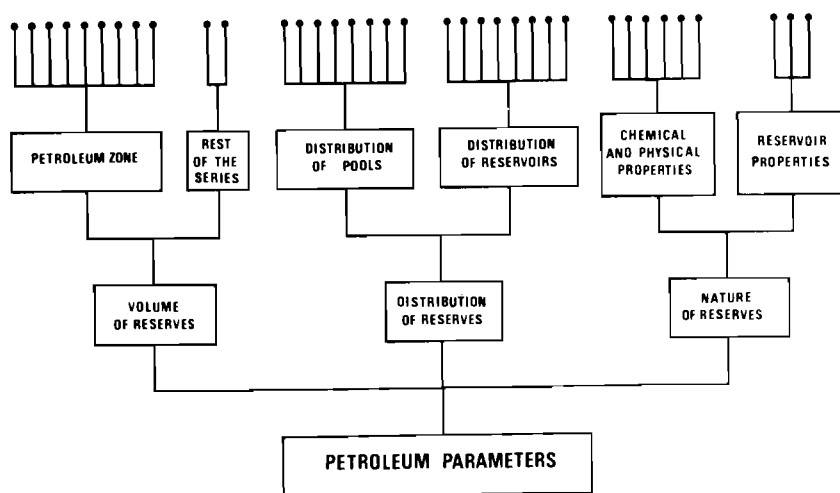 PETROLEUM ZONE
REST
OF THE
SERIES
DISTRIBUTION
OF POOLS
DISTRIBUTION
OF RESERVOIRS
CHEMICAL
AND PHYSICAL
PROPERTIES
RESERVOIR
PROPERTIES
VOLUME
OF RESERVES
DISTRIBUTION
OF RESERVES
NATURE
OF RESERVES
PETROLEUM PARAMETERS